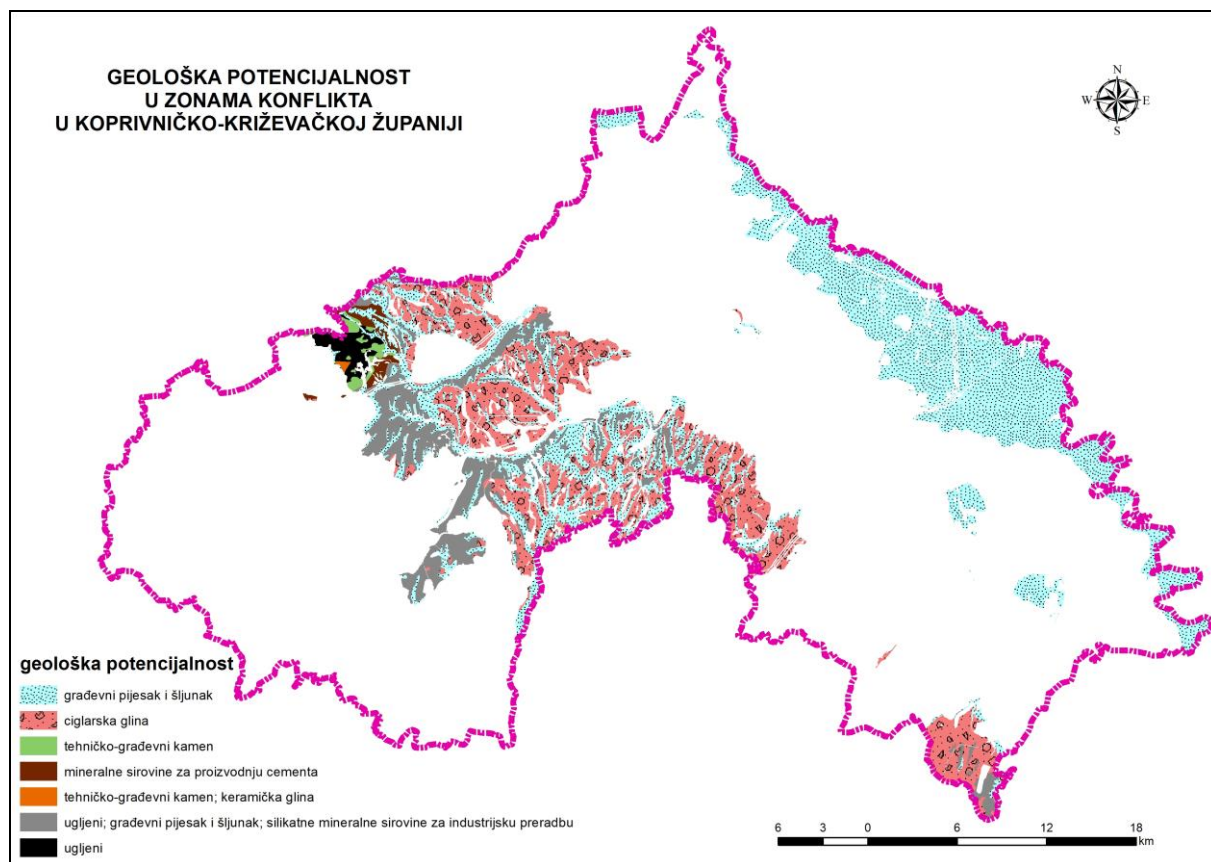 GEOLOŠKA POTENCIJALNOST
U ZONAMA KONFLIKTA
U KOPRIVNIČKO-KRIŽEVAČKOJ ŽUPANIJI
N
W E
S
geološka potencijalnost
građevni pijesak i šljunak
ciglarska glina
tehničko-građevni kamen
mineralne sirovine za proizvodnju cementa
tehničko-građevni kamen; keramička glina
ugljeni; građevni pijesak i šljunak; silikatne mineralne sirovine za industrijsku preradbu
ugljeni
6 3 0 6 12 18
km